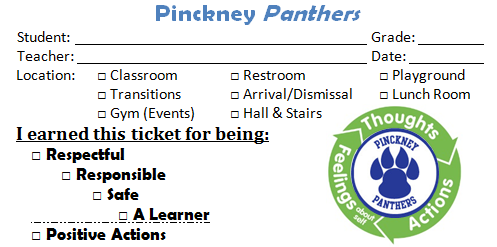 Pinckney Panthers
Student: ______________________________ Grade: __________
Teacher: ______________________________ Date: __________
Location: □ Classroom □ Restroom □ Playground
□ Transitions □ Arrival/Dismissal □ Lunch Room
□ Gym (Events) □ Hall & Stairs
I earned this ticket for being:
□ Respectful
□ Responsible
□ Safe
□ A Learner
□ Positive Actions
Thoughts
Actions
Feelings about self
PINCKNEY
PANTHERS